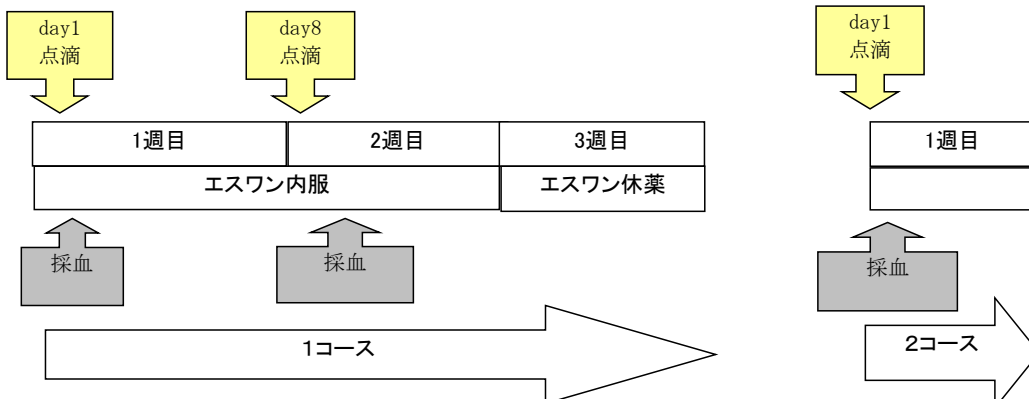 day1
点滴
day8
点滴
day1
点滴
1週目
2週目
3週目
1週目
エスワン内服
エスワン休薬
採血
採血
採血
１コース
２コース